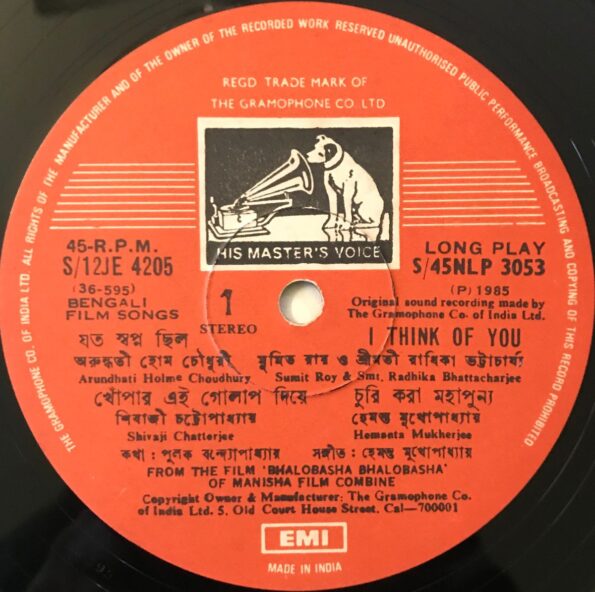 THE GRAMOPHONE CO. OF INDIA LTD. ALL RIGHTS OF THE MANUFACTURER AND OF THE OWNER OF THE RECORDED WORK RESERVED UNAUTHORISED PUBLIC PERFORMANCE BROADCASTING AND COPYING OF THIS RECORD PROHIBITED
REGD TRADE MARK OF
THE GRAMOPHONE CO. LTD
HIS MASTER'S VOICE
45-R.P.M.
LONG PLAY
S/12JE 4205
S/45NLP 3053
(36-595)
(P) 1985
BENGALI
FILM SONGS
1
STEREO
Original sound recording made by
The Gramophone Co. of India Ltd.
যত স্বপ্ন ছিল
I THINK OF YOU
অরুন্ধতী হোম চৌধুরী
সুমিত রায় ও শ্রীমতী রাধিকা ভট্টাচার্য্য
Arundhati Holme Choudhury
Sumit Roy & Smt. Radhika Bhattacharjee
খোঁপার এই গোলাপ দিয়ে
চুরি করা মহাপুন্য
শিবাজী চট্টোপাধ্যায়
হেমন্ত মুখোপাধ্যায়
Shivaji Chatterjee
Hemanta Mukherjee
কথা : পুলক বন্দ্যোপাধ্যায়
সংগীত : হেমন্ত মুখোপাধ্যায়
FROM THE FILM 'BHALOBASHA BHALOBASHA'
OF MANISHA FILM COMBINE
Copyright Owner & Manufacturer: The Gramophone Co.
of India Ltd. 5, Old Court House Street, Cal-700001
EMI
MADE IN INDIA